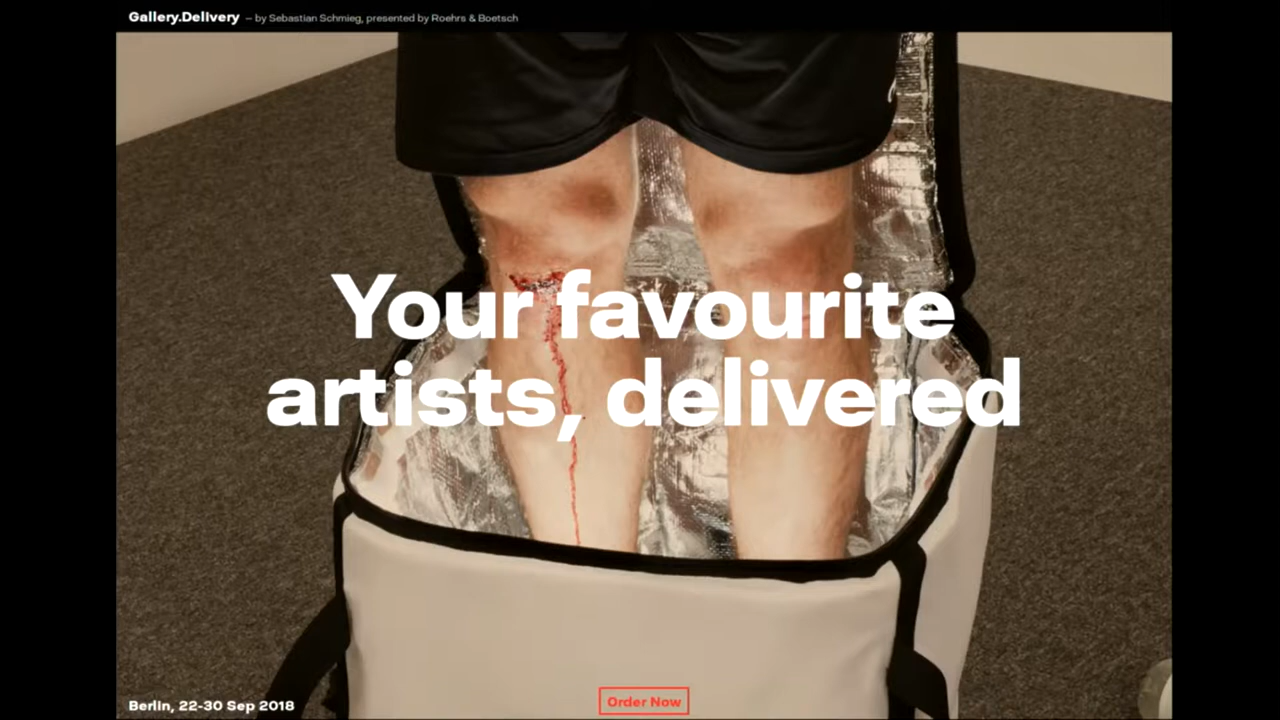 Gallery.Delivery – by Sebastian Schmieg, presented by Roehrs & Boetsch
Your favourite
artists, delivered
Berlin, 22-30 Sep 2018
Order Now